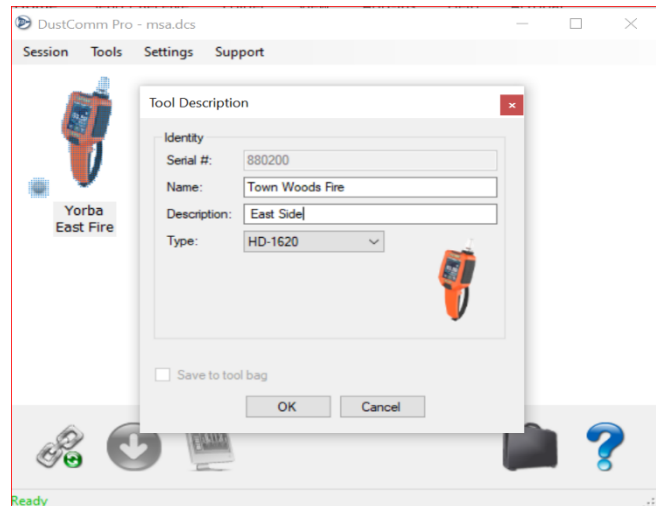 DustComm Pro - msa.dcs
Session Tools Settings Support
Tool Description
Identity
Serial #: 880200
Name: Town Woods Fire
Description: East Side
Type: HD-1620
Yorba
East Fire
Save to tool bag
OK Cancel
Ready